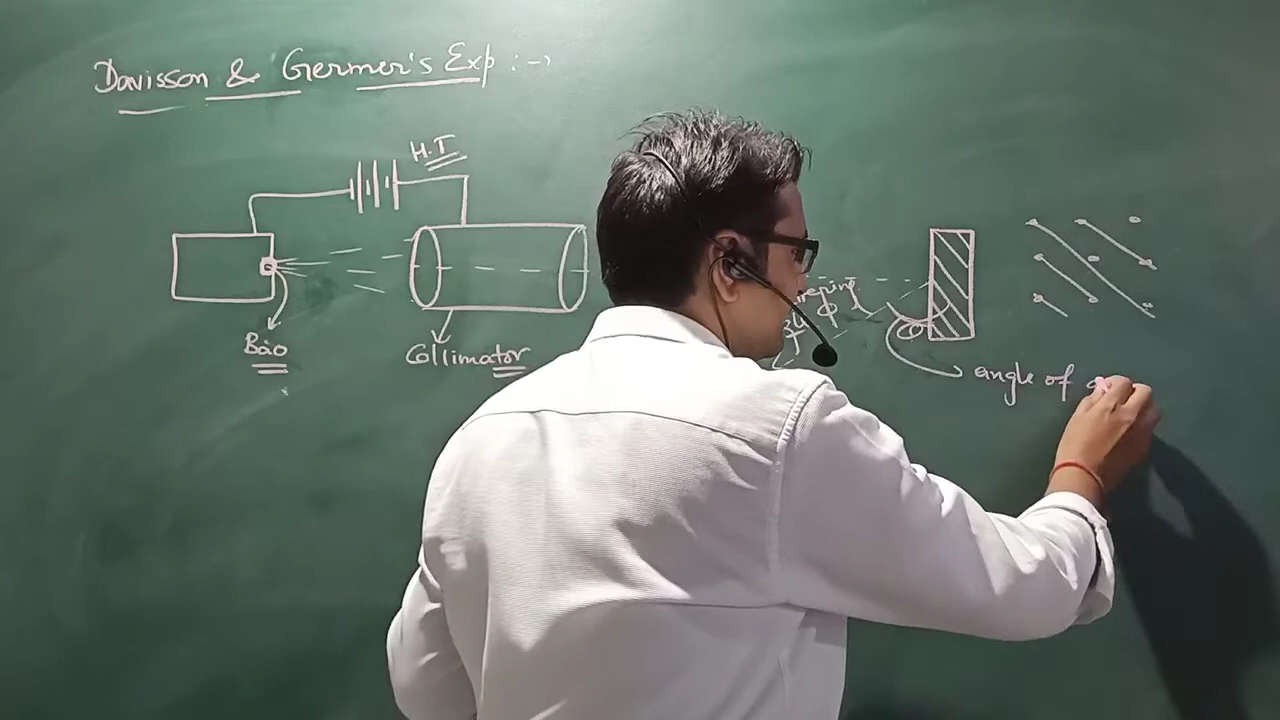 Davisson & Germer's Exp :→
H.T
Bao
Collimator
ϕ
θ
angle of